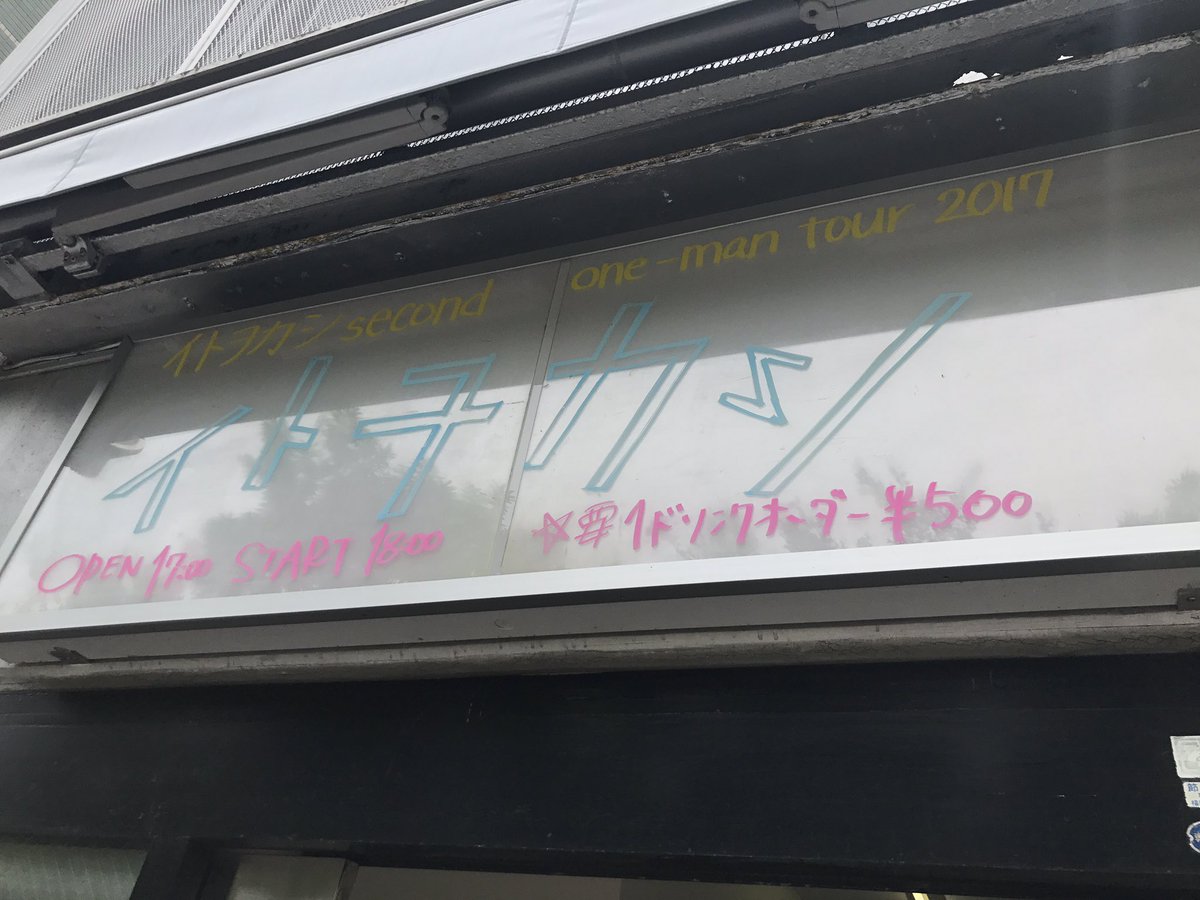 イトヲカシ second one-man tour 2017
イトヲカシ
OPEN 17:00 START 18:00
☆要1ドリンクオーダー¥500